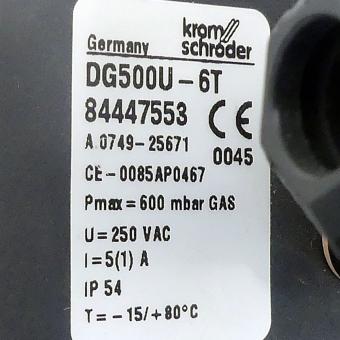 krom
schröder
Germany
DG500U-6T
84447553
CE
A 0749-25671
0045
CE-0085AP0467
Pmax = 600 mbar GAS
U = 250 VAC
I = 5(1) A
IP 54
T = -15/+80°C